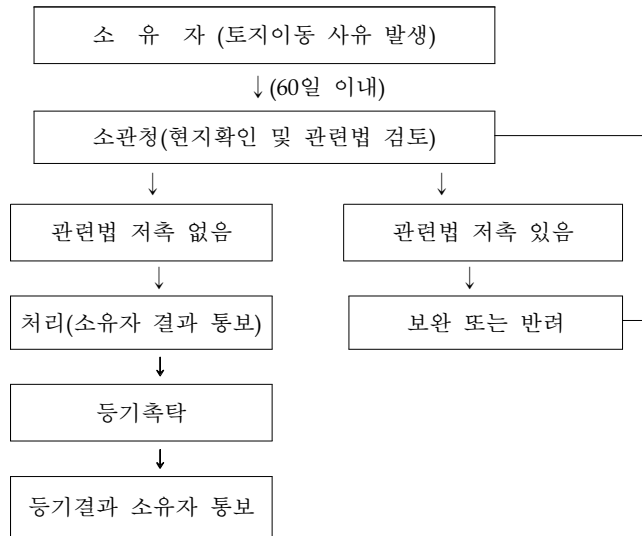 소 유 자 (토지이동 사유 발생)
↓(60일 이내)
소관청(현지확인 및 관련법 검토)
↓ ↓
관련법 저촉 없음 관련법 저촉 있음
↓ ↓
처리(소유자 결과 통보) 보완 또는 반려
↓
등기촉탁
↓
등기결과 소유자 통보